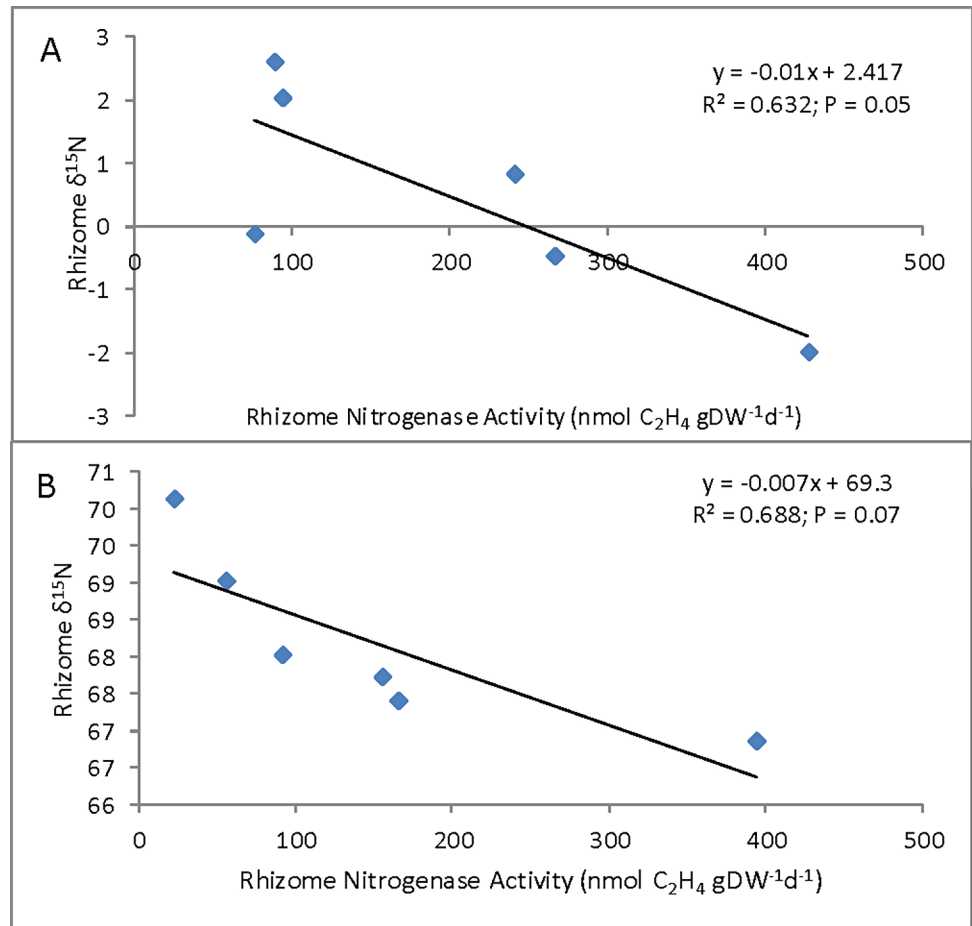 A
y = -0.01x + 2.417
R² = 0.632; P = 0.05
Rhizome δ¹⁵N
3
2
1
0
-1
-2
-3
0 100 200 300 400 500
Rhizome Nitrogenase Activity (nmol C₂H₄ gDW⁻¹d⁻¹)
B
y = -0.007x + 69.3
R² = 0.688; P = 0.07
Rhizome δ¹⁵N
71
70
70
69
69
68
68
67
67
66
0 100 200 300 400 500
Rhizome Nitrogenase Activity (nmol C₂H₄ gDW⁻¹d⁻¹)